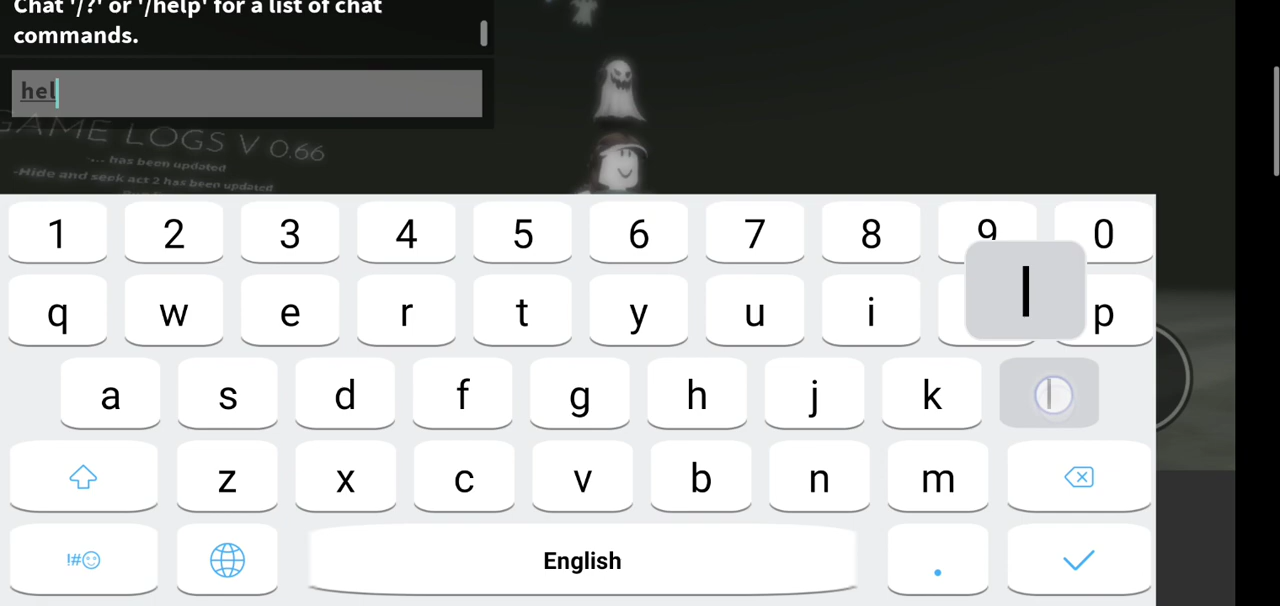 Chat '/?' or '/help' for a list of chat
commands.
hel
GAME LOGS V 0.66
... has been updated
-Hide and seek act 2 has been updated
1 2 3 4 5 6 7 8 9 0
l
q w e r t y u i p
a s d f g h j k l
z x c v b n m
!#☺ English .